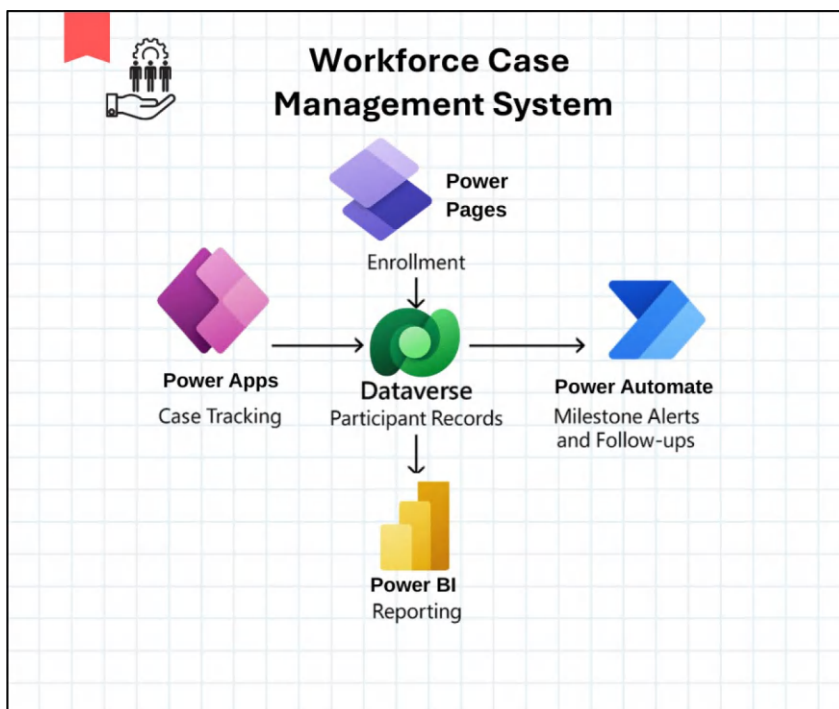 Workforce Case
Management System
Power
Pages
Enrollment
Power Apps
Case Tracking
Dataverse
Participant Records
Power Automate
Milestone Alerts
and Follow-ups
Power BI
Reporting